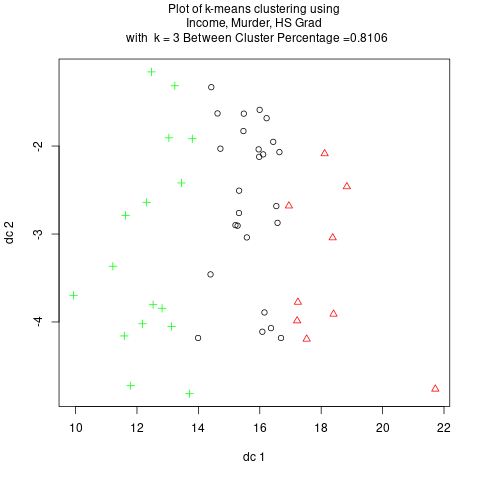 Plot of k-means clustering using
Income, Murder, HS Grad
with k = 3 Between Cluster Percentage =0.8106
-2
-3
-4
dc 2
10 12 14 16 18 20 22
dc 1